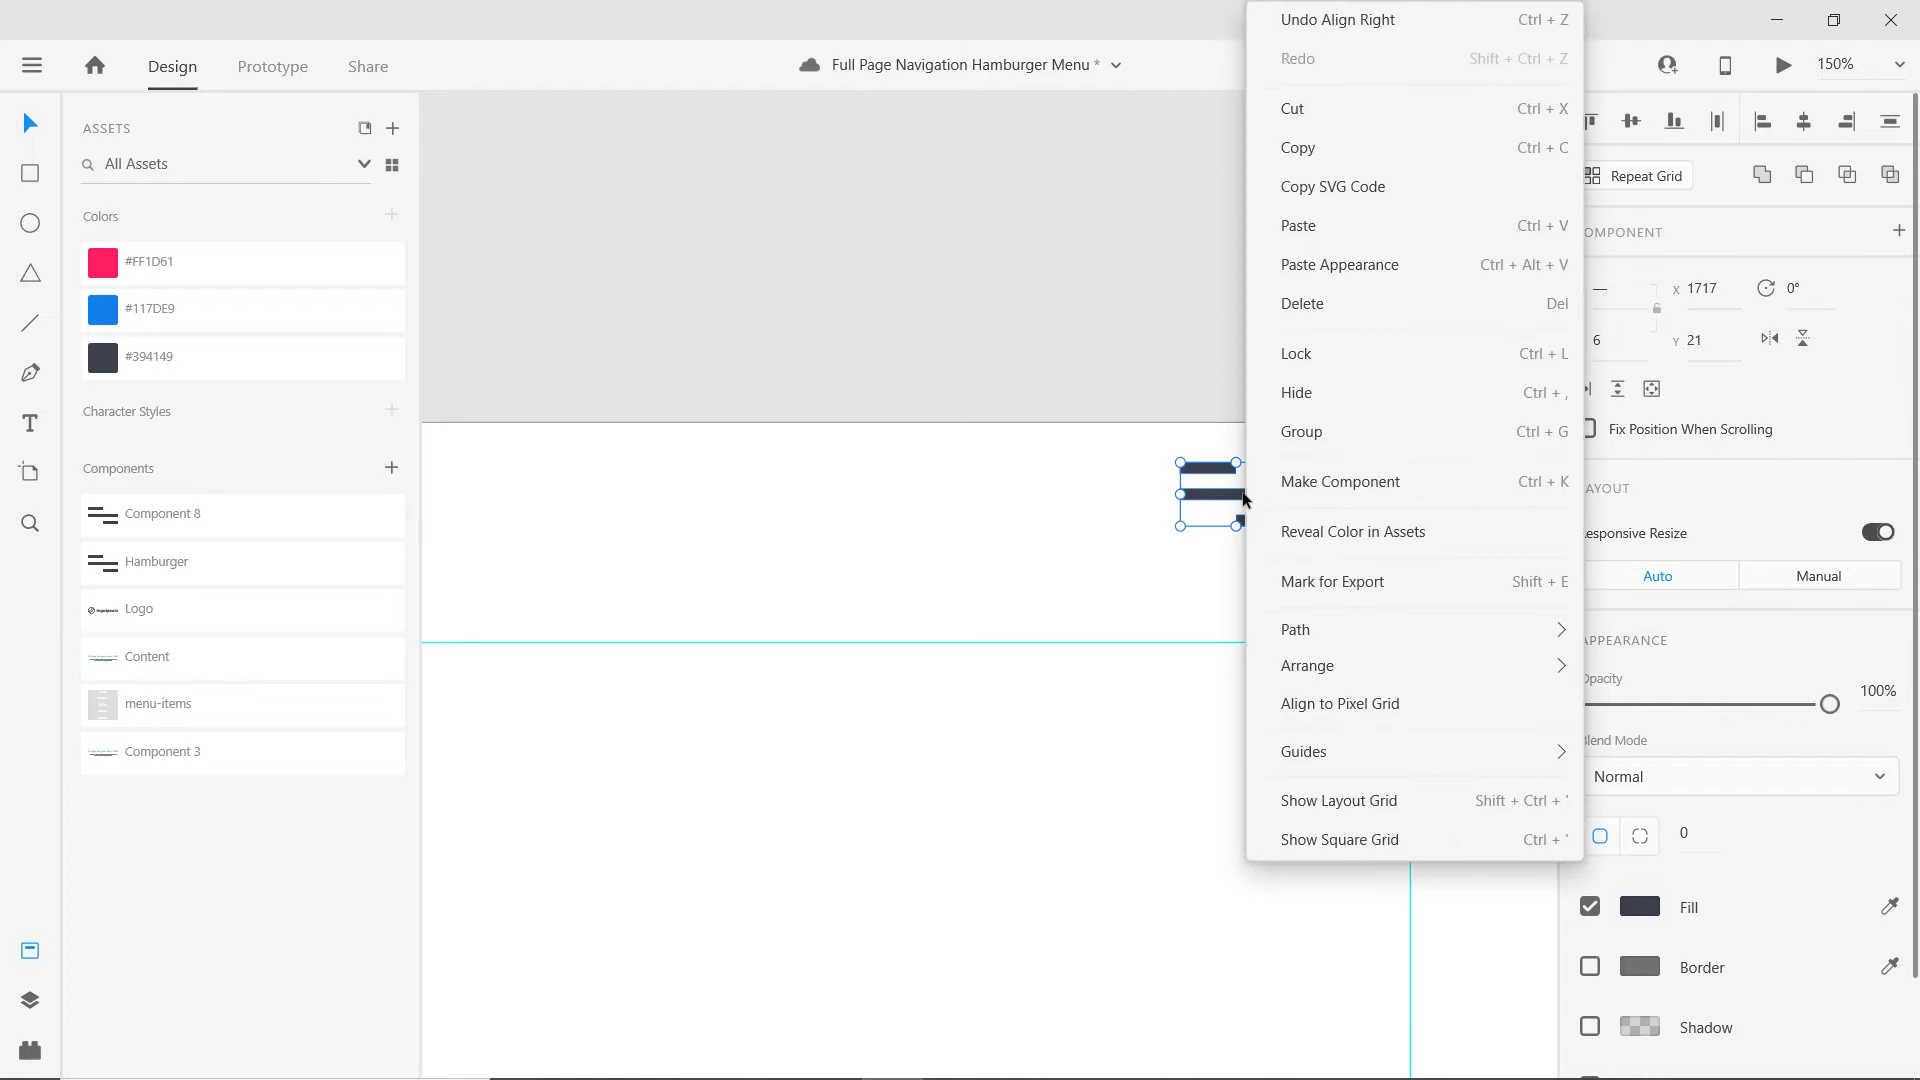 Design
Prototype
Share
Full Page Navigation Hamburger Menu *
150%
ASSETS
All Assets
Colors
#FF1D61
#117DE9
#394149
Character Styles
Components
Component 8
Hamburger
Logo
Content
menu-items
Component 3
Undo Align Right Ctrl + Z
Redo Shift + Ctrl + Z
Cut Ctrl + X
Copy Ctrl + C
Copy SVG Code
Paste Ctrl + V
Paste Appearance Ctrl + Alt + V
Delete Del
Lock Ctrl + L
Hide Ctrl + ,
Group Ctrl + G
Make Component Ctrl + K
Reveal Color in Assets
Mark for Export Shift + E
Path
Arrange
Align to Pixel Grid
Guides
Show Layout Grid Shift + Ctrl + '
Show Square Grid Ctrl + '
Repeat Grid
OMPONENT
X 1717
0°
6
Y 21
Fix Position When Scrolling
AYOUT
esponsive Resize
Auto
Manual
APPEARANCE
Opacity
100%
Blend Mode
Normal
0
Fill
Border
Shadow